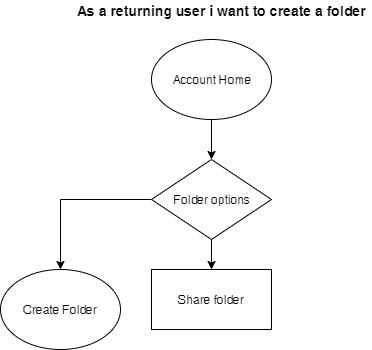 As a returning user i want to create a folder
Account Home
Folder options
Create Folder
Share folder